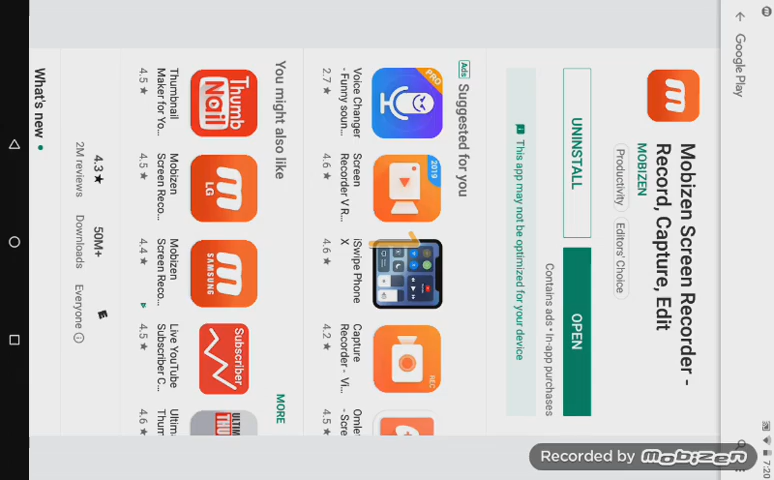 7:20
Google Play
Mobizen Screen Recorder -
Record, Capture, Edit
MOBIZEN
Productivity
Editors' Choice
UNINSTALL
OPEN
Contains ads • In-app purchases
This app may not be optimized for your device
Ads
Suggested for you
PRO
Voice Changer
- Funny soun...
2.7 ★
2019
Screen
Recorder V R...
4.6 ★
iSwipe Phone
X
4.6 ★
REC
Capture
Recorder - VI...
4.2 ★
Omlet
- Scre
4.5 ★
You might also like
MORE
Thumb
Nail
Thumbnail
Maker for Yo...
4.5 ★
LG
Mobizen
Screen Reco...
4.5 ★
SAMSUNG
Mobizen
Screen Reco...
4.4 ★
Subscriber
Live YouTube
Subscriber C...
4.5 ★
Ultim
Thum
4.6 ★
4.3 ★
2M reviews
50M+
Downloads
E
Everyone
What's new •
Recorded by Mobizen